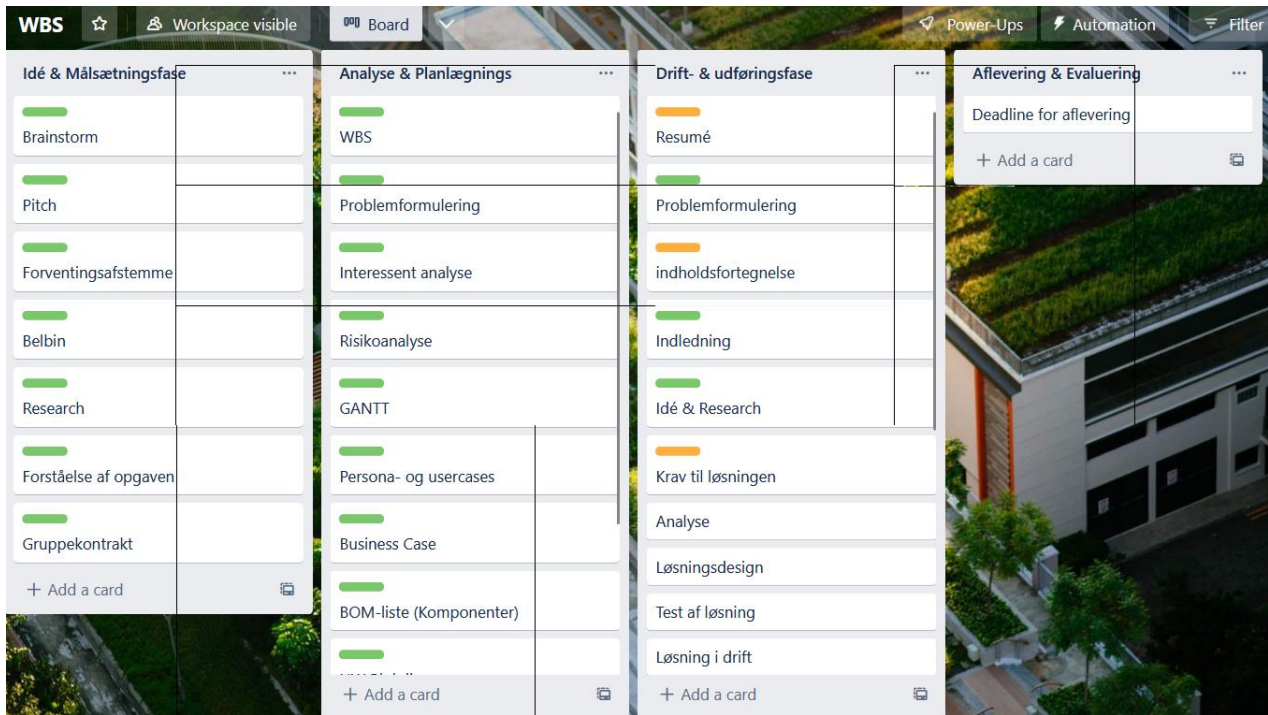 WBS
Workspace visible
Board
Power-Ups
Automation
Filter
Idé & Målsætningsfase
Brainstorm
Pitch
Forventingsafstemme
Belbin
Research
Forståelse af opgaven
Gruppekontrakt
+ Add a card
Analyse & Planlægnings
WBS
Problemformulering
Interessent analyse
Risikoanalyse
GANTT
Persona- og usercases
Business Case
BOM-liste (Komponenter)
+ Add a card
Drift- & udføringsfase
Resumé
Problemformulering
indholdsfortegnelse
Indledning
Idé & Research
Krav til løsningen
Analyse
Løsningsdesign
Test af løsning
Løsning i drift
+ Add a card
Aflevering & Evaluering
Deadline for aflevering
+ Add a card